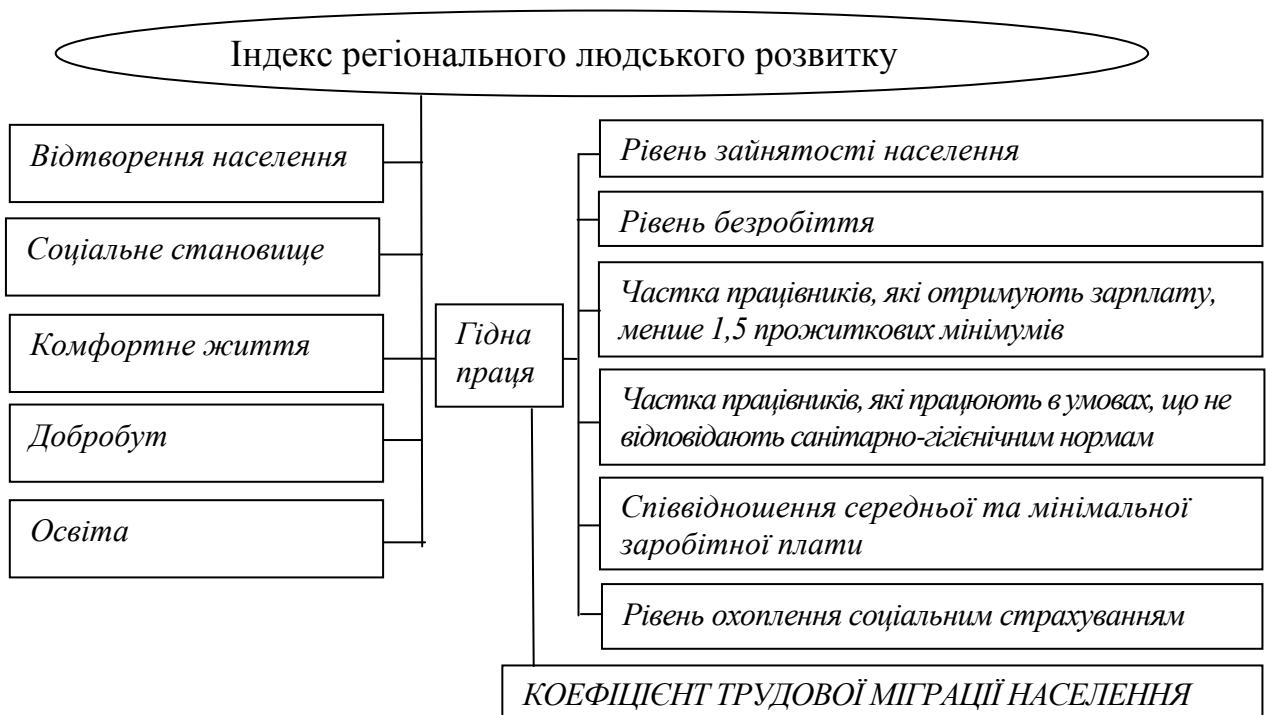 Індекс регіонального людського розвитку
Відтворення населення
Соціальне становище
Комфортне життя
Добробут
Освіта
Гідна
праця
Рівень зайнятості населення
Рівень безробіття
Частка працівників, які отримують зарплату,
менше 1,5 прожиткових мінімумів
Частка працівників, які працюють в умовах, що не
відповідають санітарно-гігієнічним нормам
Співвідношення середньої та мінімальної
заробітної плати
Рівень охоплення соціальним страхуванням
КОЕФІЦІЄНТ ТРУДОВОЇ МІГРАЦІЇ НАСЕЛЕННЯ